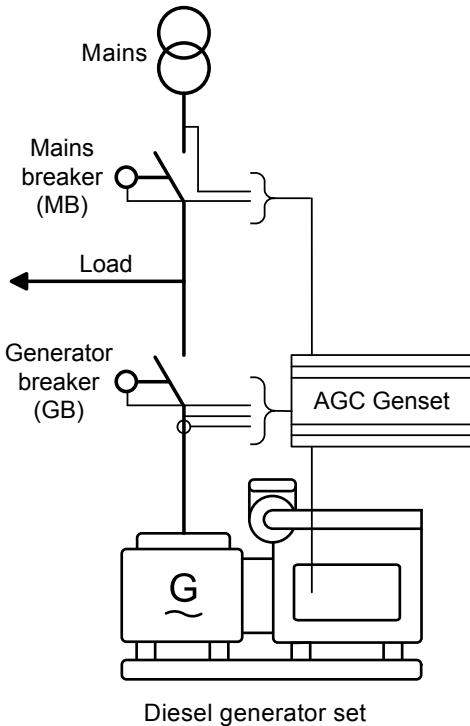 Mains
Mains
breaker
(MB)
Load
Generator
breaker
(GB)
AGC Genset
G
Diesel generator set